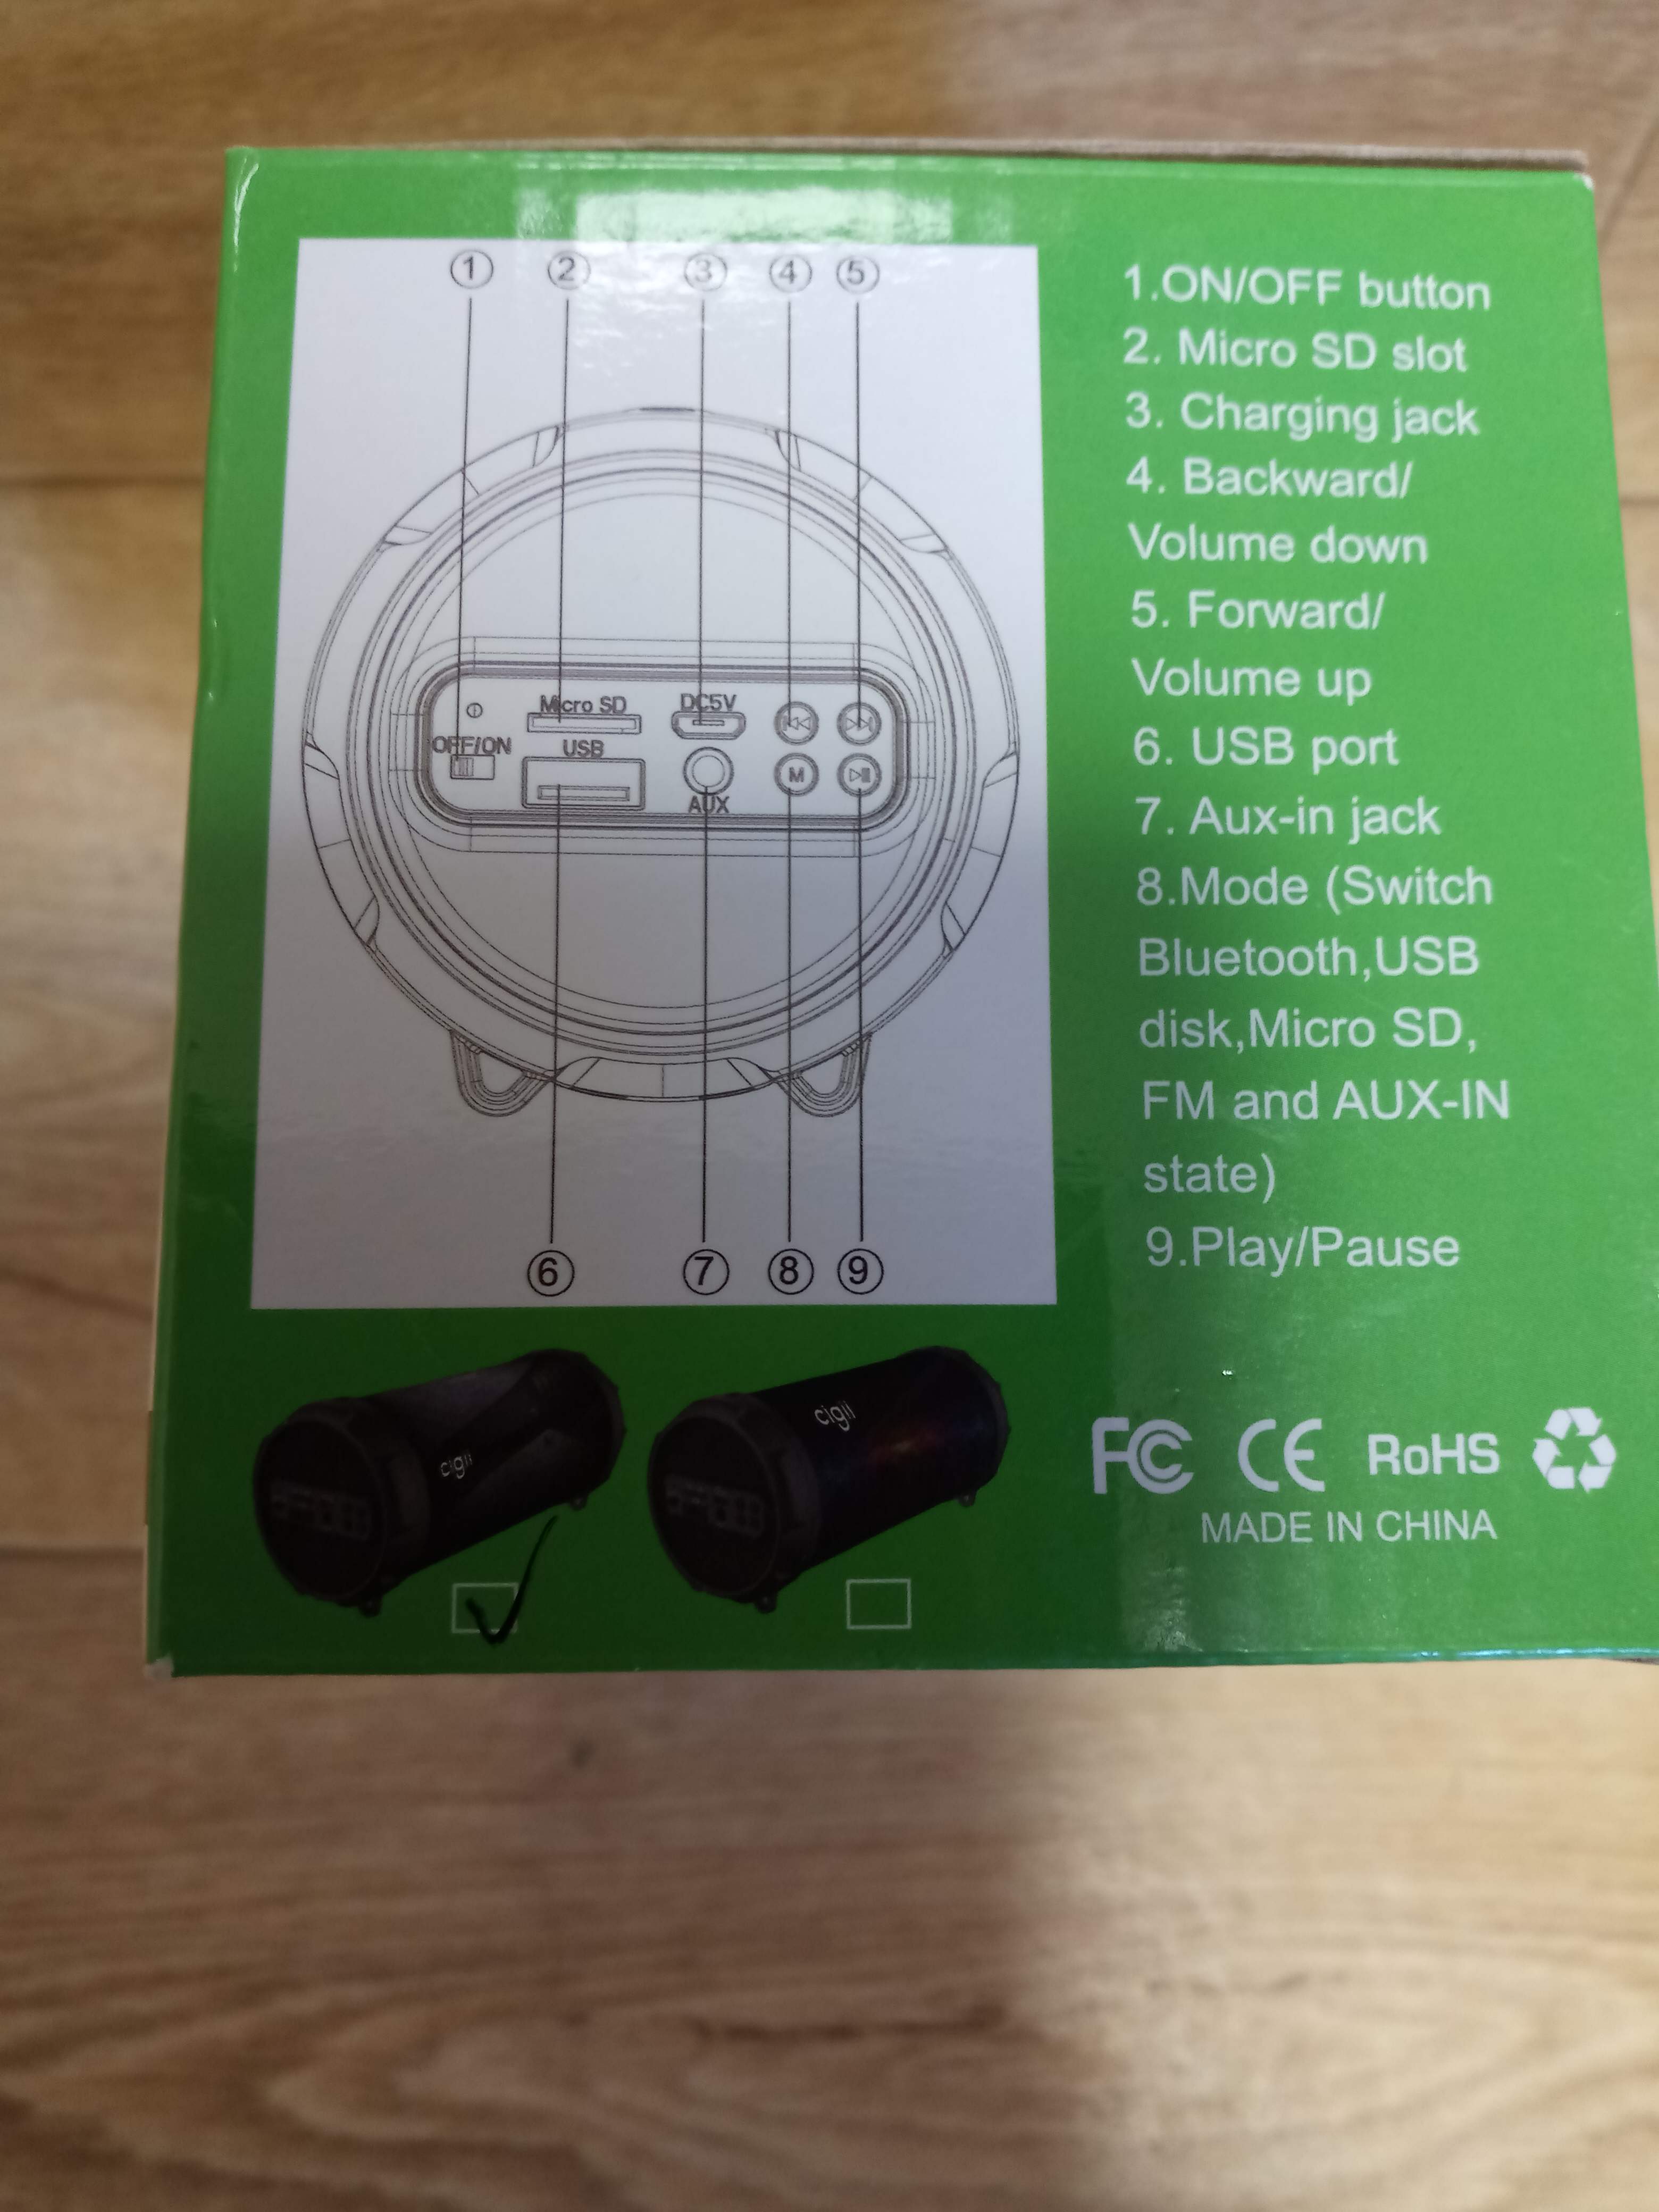 ① ② ③ ④ ⑤
Micro SD DC5V
OFF/ON USB
M
AUX
⑥ ⑦ ⑧ ⑨
1.ON/OFF button
2. Micro SD slot
3. Charging jack
4. Backward/
Volume down
5. Forward/
Volume up
6. USB port
7. Aux-in jack
8.Mode (Switch
Bluetooth,USB
disk,Micro SD,
FM and AUX-IN
state)
9.Play/Pause
cigii cigii
FC CE RoHS
MADE IN CHINA